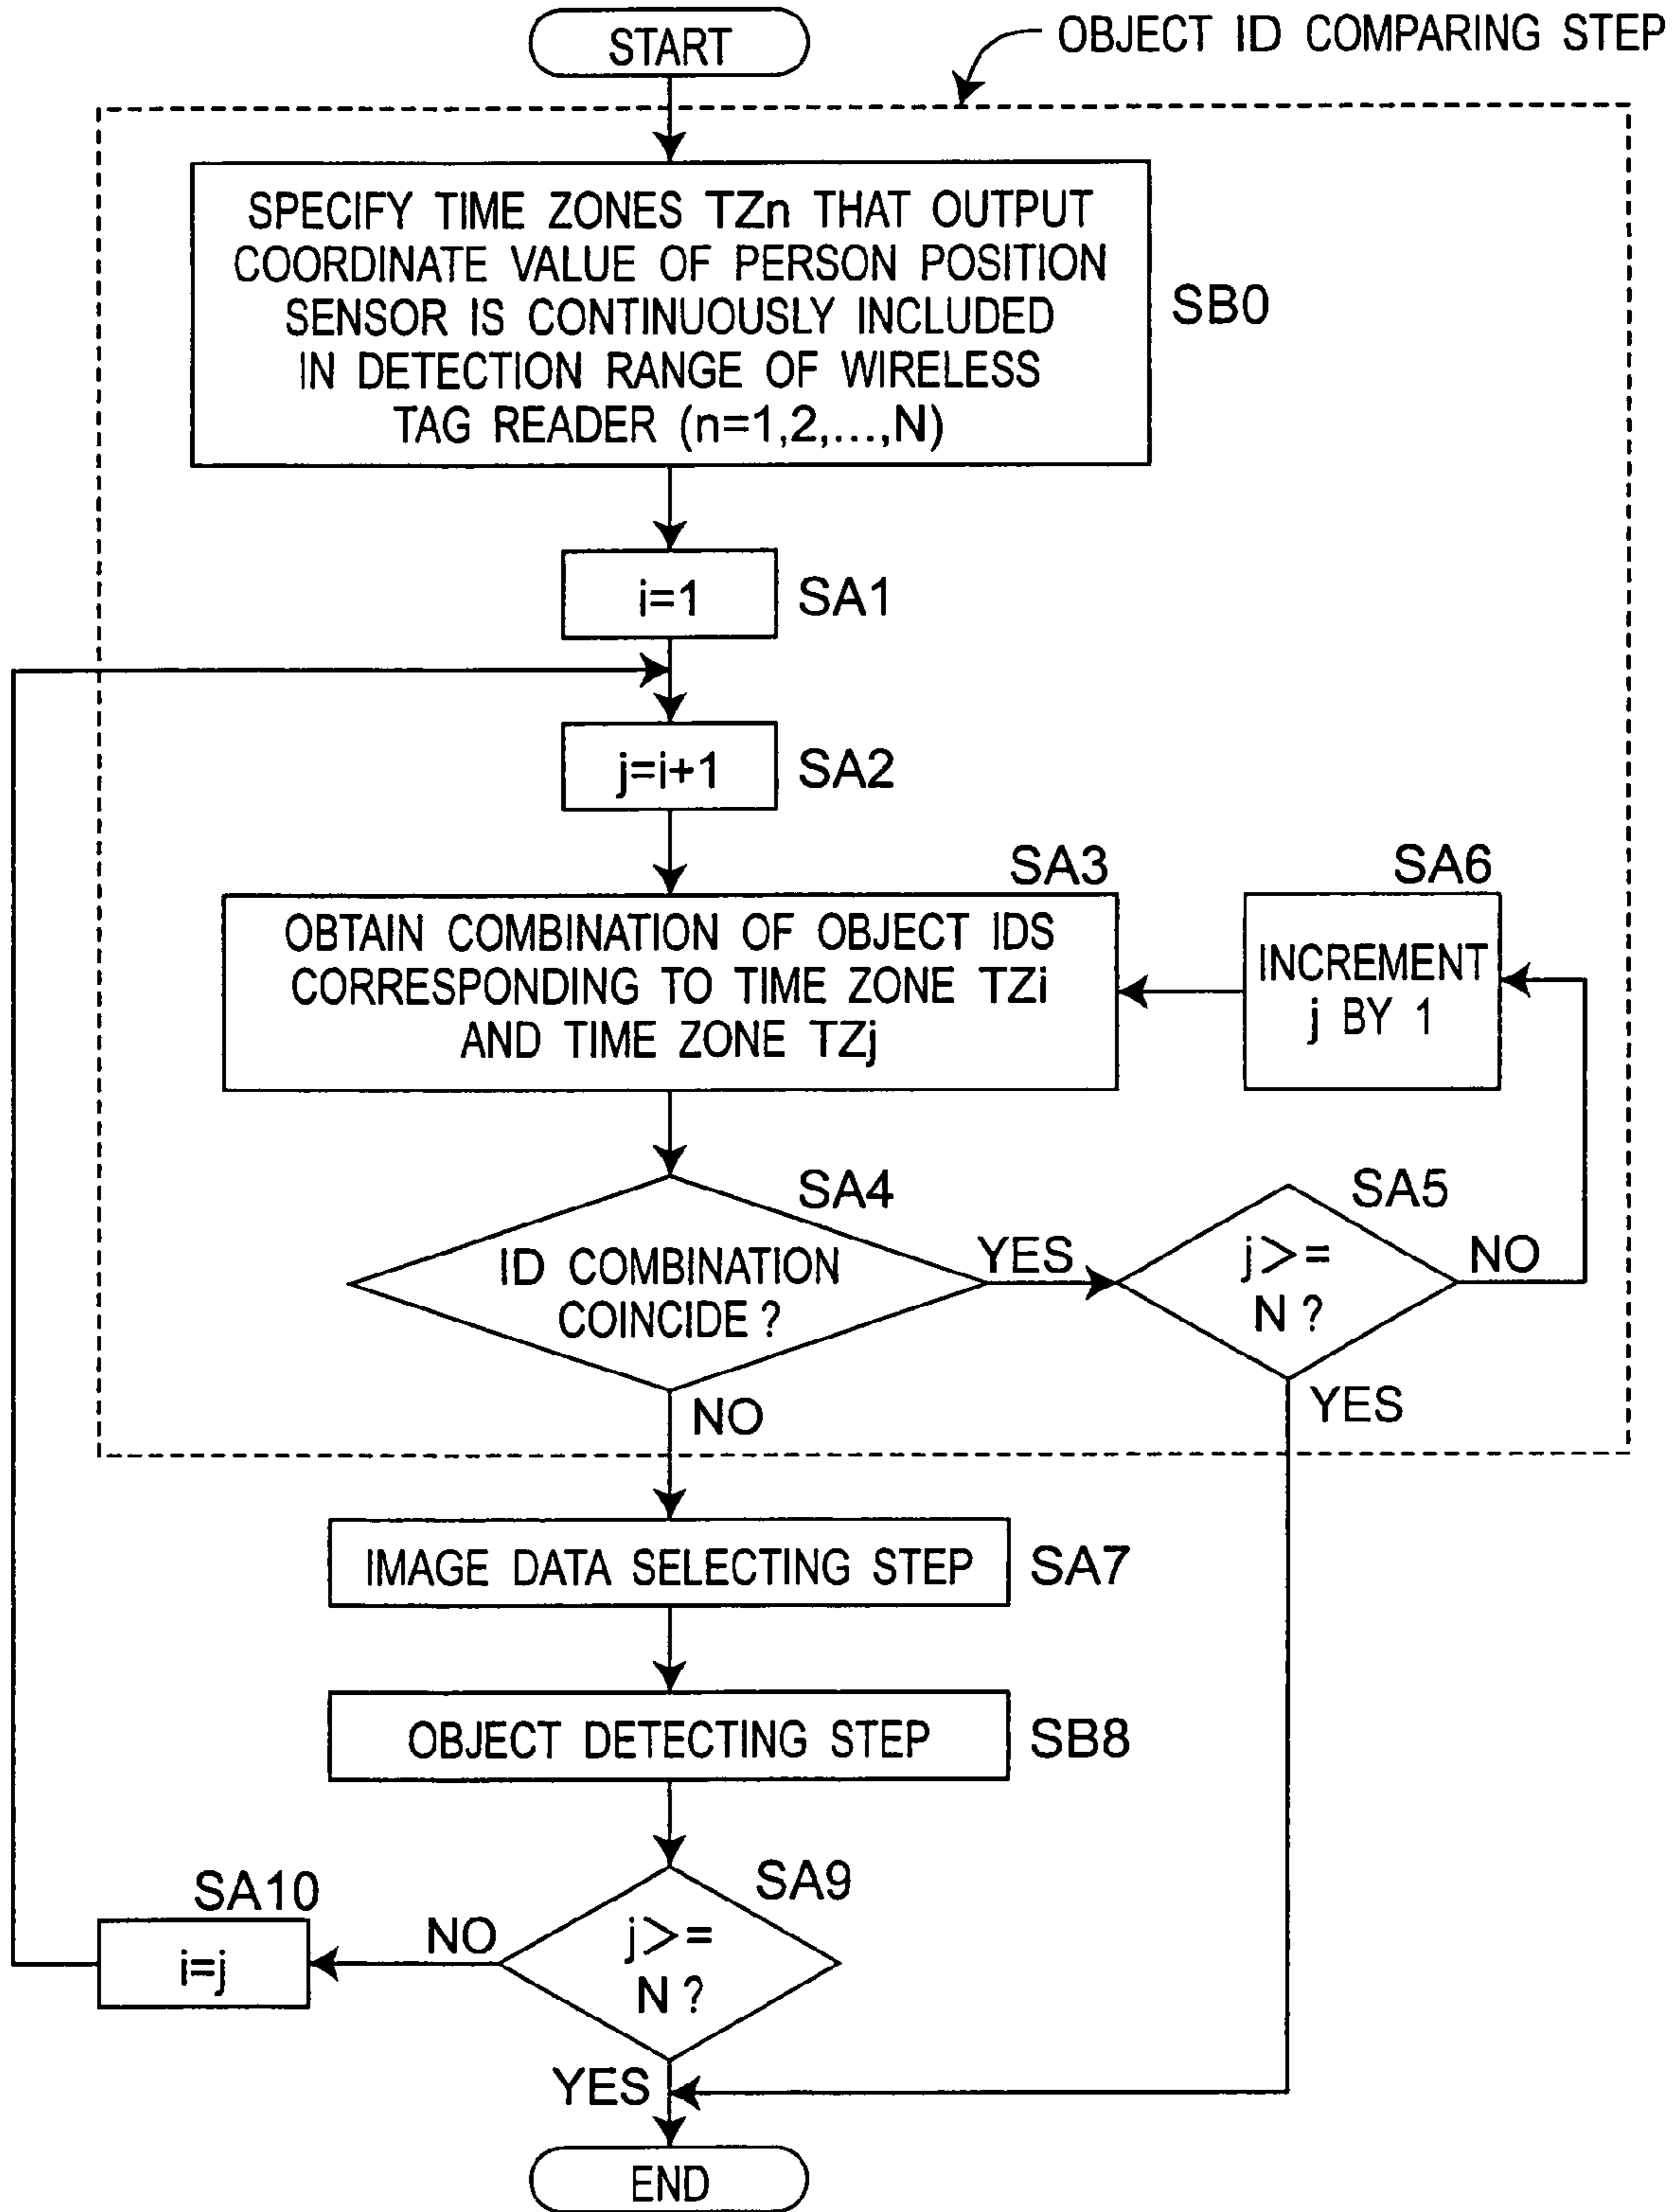 START
OBJECT ID COMPARING STEP
SPECIFY TIME ZONES TZn THAT OUTPUT
COORDINATE VALUE OF PERSON POSITION
SENSOR IS CONTINUOUSLY INCLUDED
IN DETECTION RANGE OF WIRELESS
TAG READER (n=1,2,...,N)
SB0
i=1
SA1
j=i+1
SA2
SA3
OBTAIN COMBINATION OF OBJECT IDS
CORRESPONDING TO TIME ZONE TZi
AND TIME ZONE TZj
SA6
INCREMENT
j BY 1
SA4
ID COMBINATION
COINCIDE?
YES
NO
SA5
j>=
N?
NO
YES
IMAGE DATA SELECTING STEP
SA7
OBJECT DETECTING STEP
SB8
SA9
j>=
N?
NO
SA10
i=j
YES
END